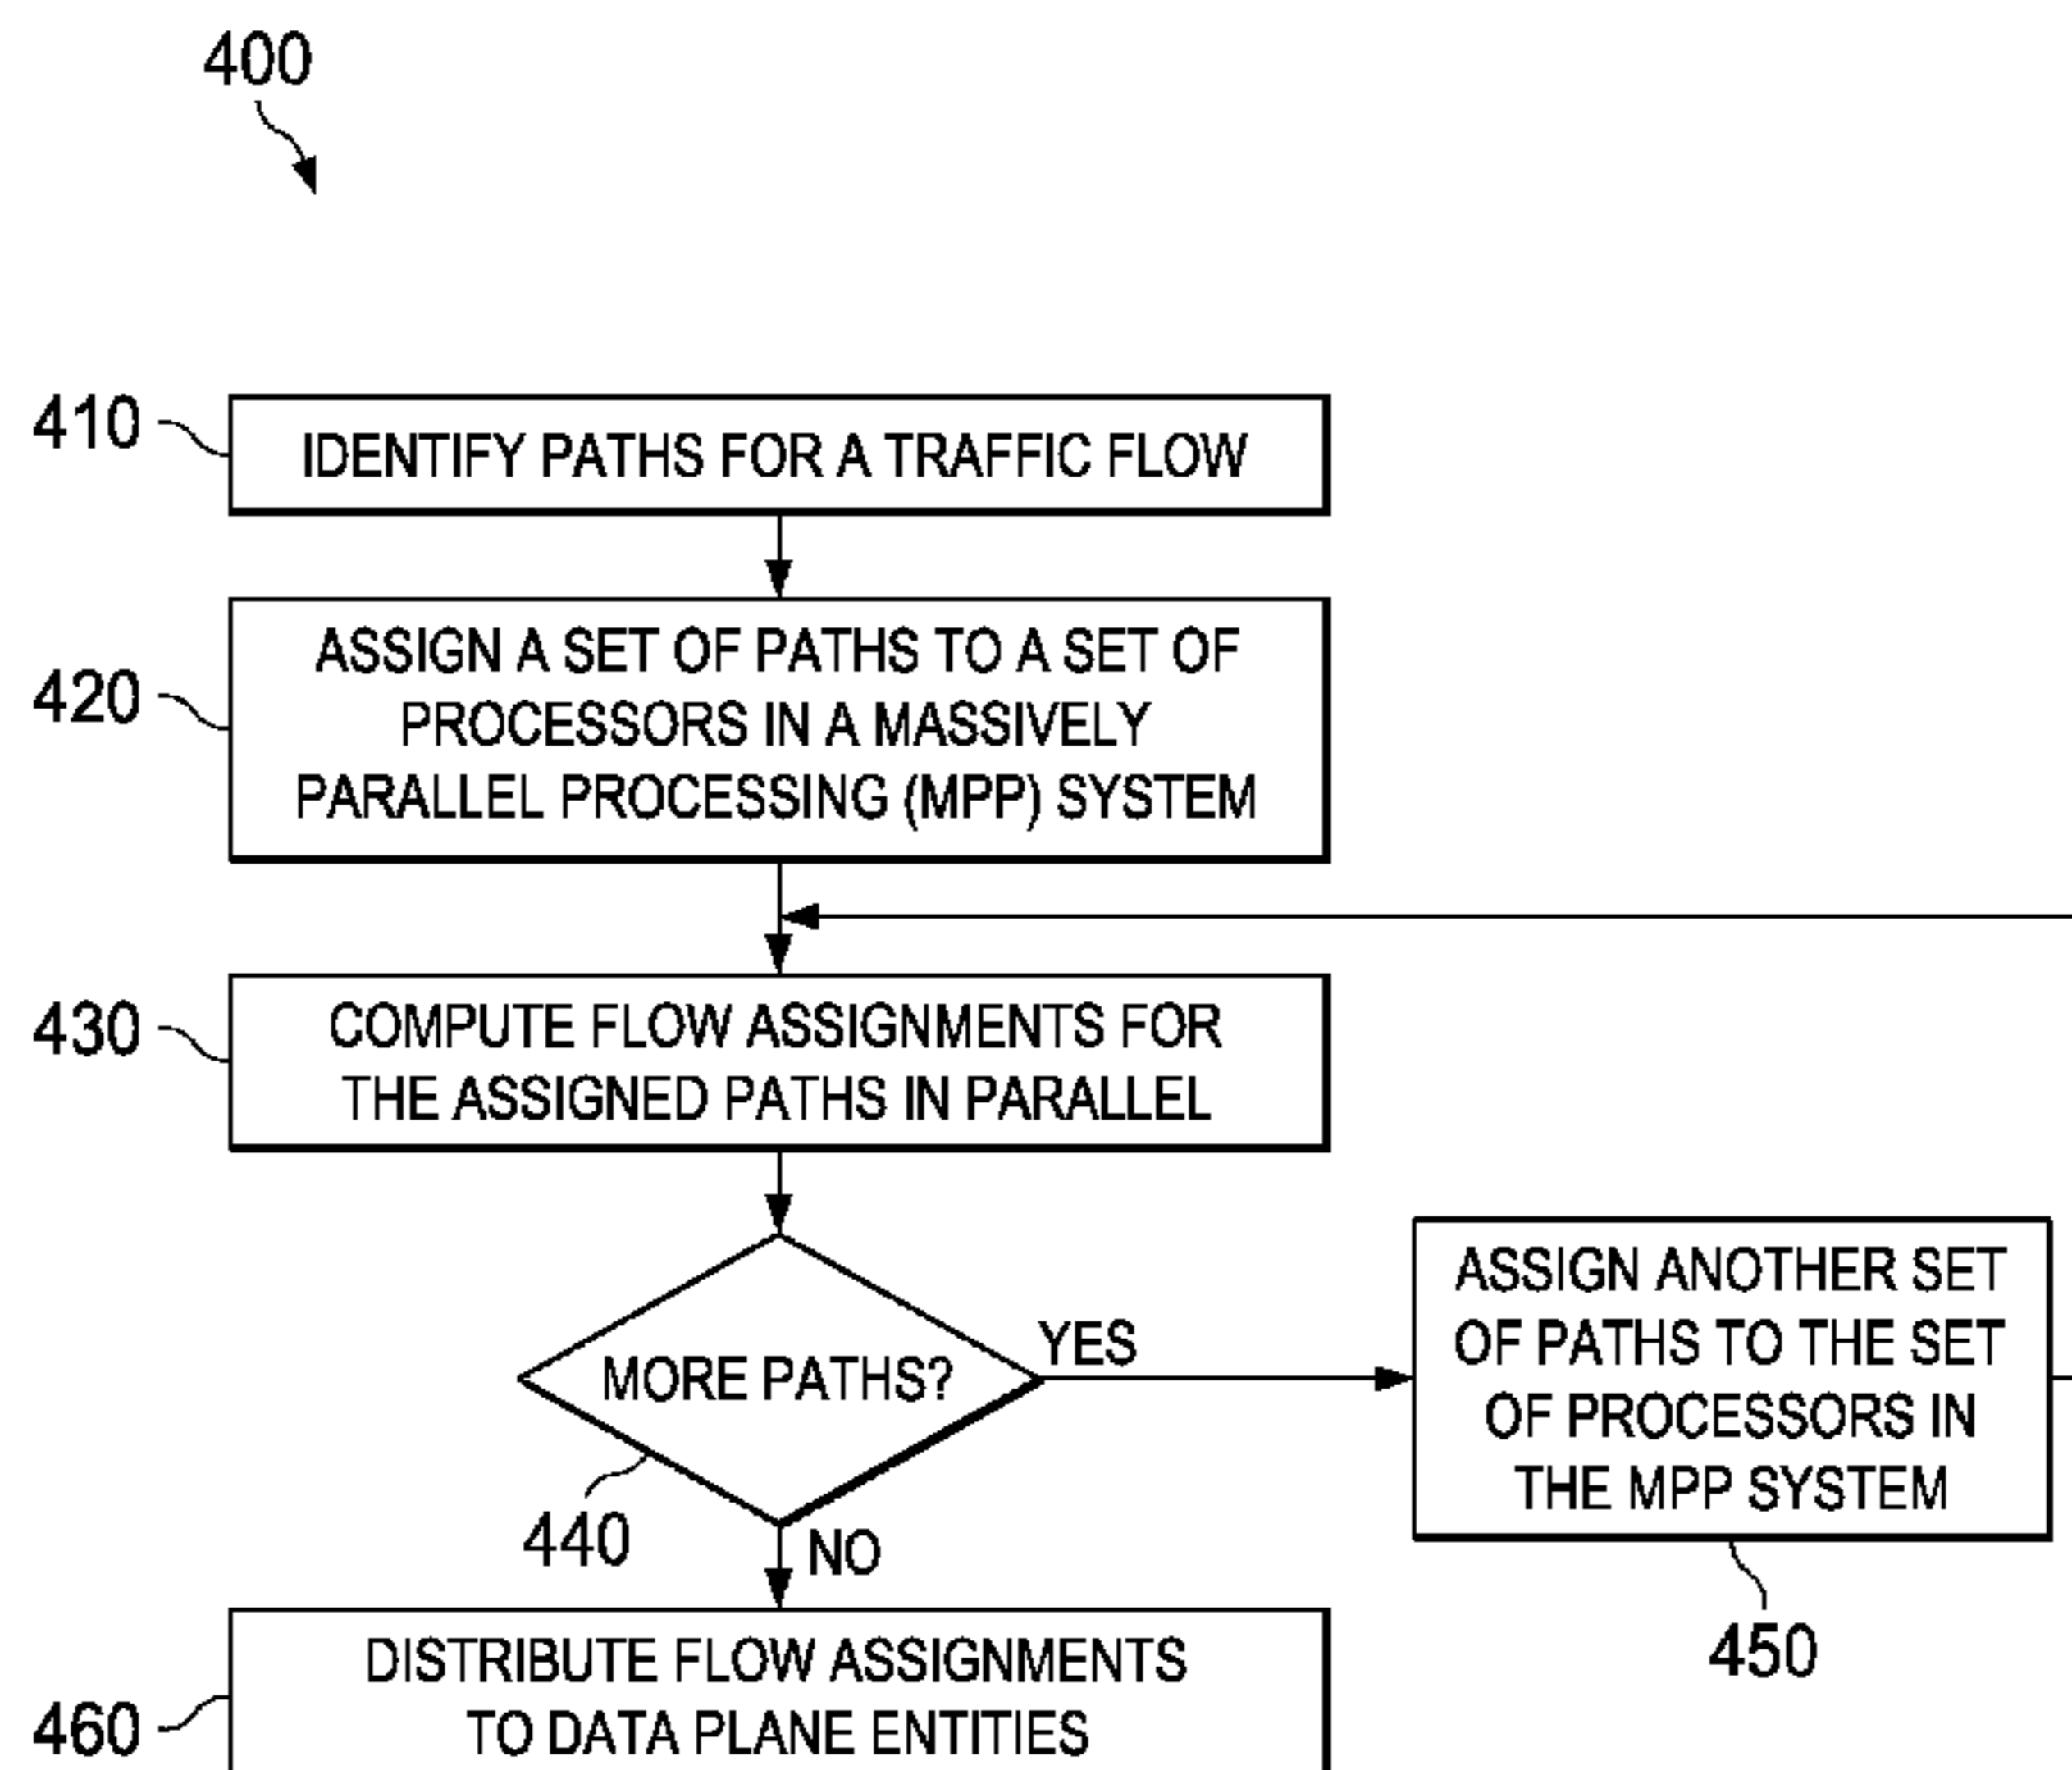 400
410
IDENTIFY PATHS FOR A TRAFFIC FLOW
420
ASSIGN A SET OF PATHS TO A SET OF
PROCESSORS IN A MASSIVELY
PARALLEL PROCESSING (MPP) SYSTEM
430
COMPUTE FLOW ASSIGNMENTS FOR
THE ASSIGNED PATHS IN PARALLEL
MORE PATHS?
YES
440
NO
ASSIGN ANOTHER SET
OF PATHS TO THE SET
OF PROCESSORS IN
THE MPP SYSTEM
450
460
DISTRIBUTE FLOW ASSIGNMENTS
TO DATA PLANE ENTITIES